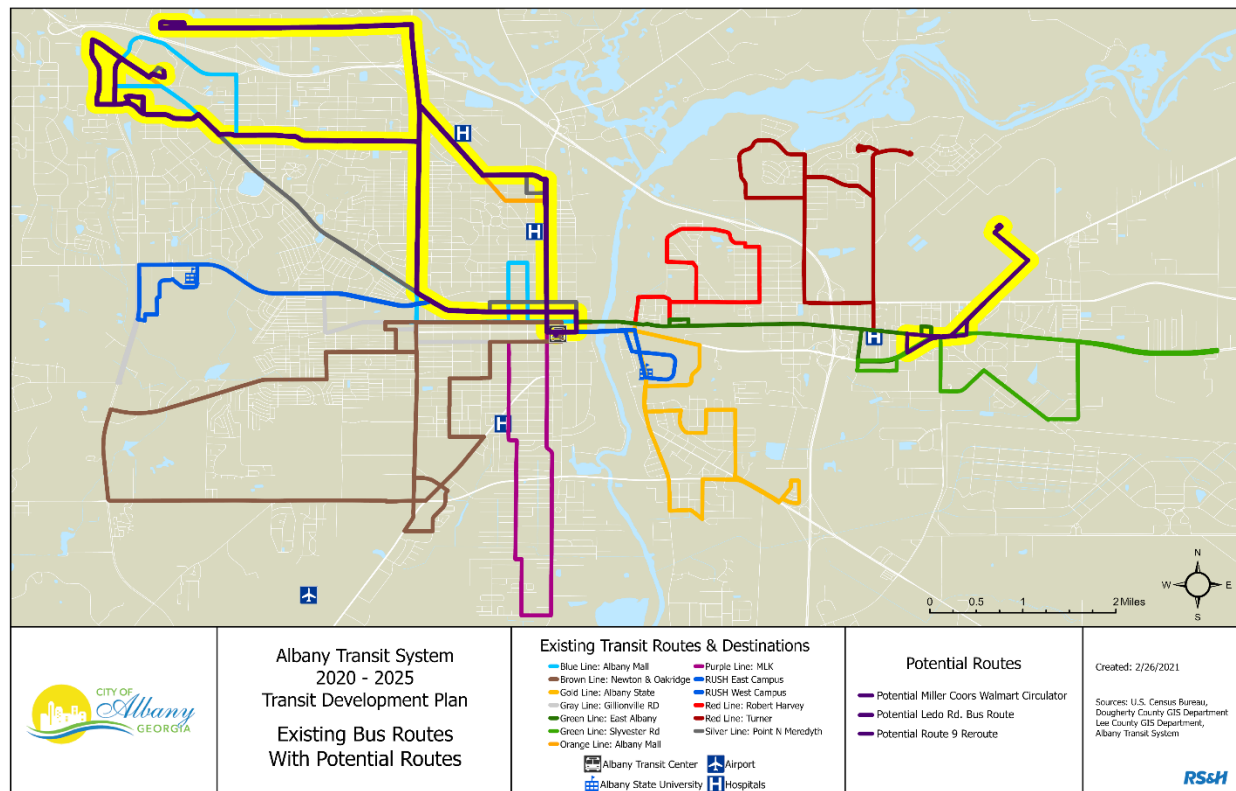 H
H
H
H
N
W
E
S
0
0.5
1
2
Miles
CITY OF
Albany
GEORGIA
Albany Transit System
2020 - 2025
Transit Development Plan
Existing Bus Routes
With Potential Routes
Existing Transit Routes & Destinations
Blue Line: Albany Mall
Brown Line: Newton & Oakridge
Gold Line: Albany State
Gray Line: Gillionville RD
Green Line: East Albany
Green Line: Slyvester Rd
Orange Line: Albany Mall
Purple Line: MLK
RUSH East Campus
RUSH West Campus
Red Line: Robert Harvey
Red Line: Turner
Silver Line: Point N Meredyth
Albany Transit Center
Airport
Albany State University
H Hospitals
Potential Routes
Potential Miller Coors Walmart Circulator
Potential Ledo Rd. Bus Route
Potential Route 9 Reroute
Created: 2/26/2021
Sources: U.S. Census Bureau,
Dougherty County GIS Department
Lee County GIS Department,
Albany Transit System
RS&H